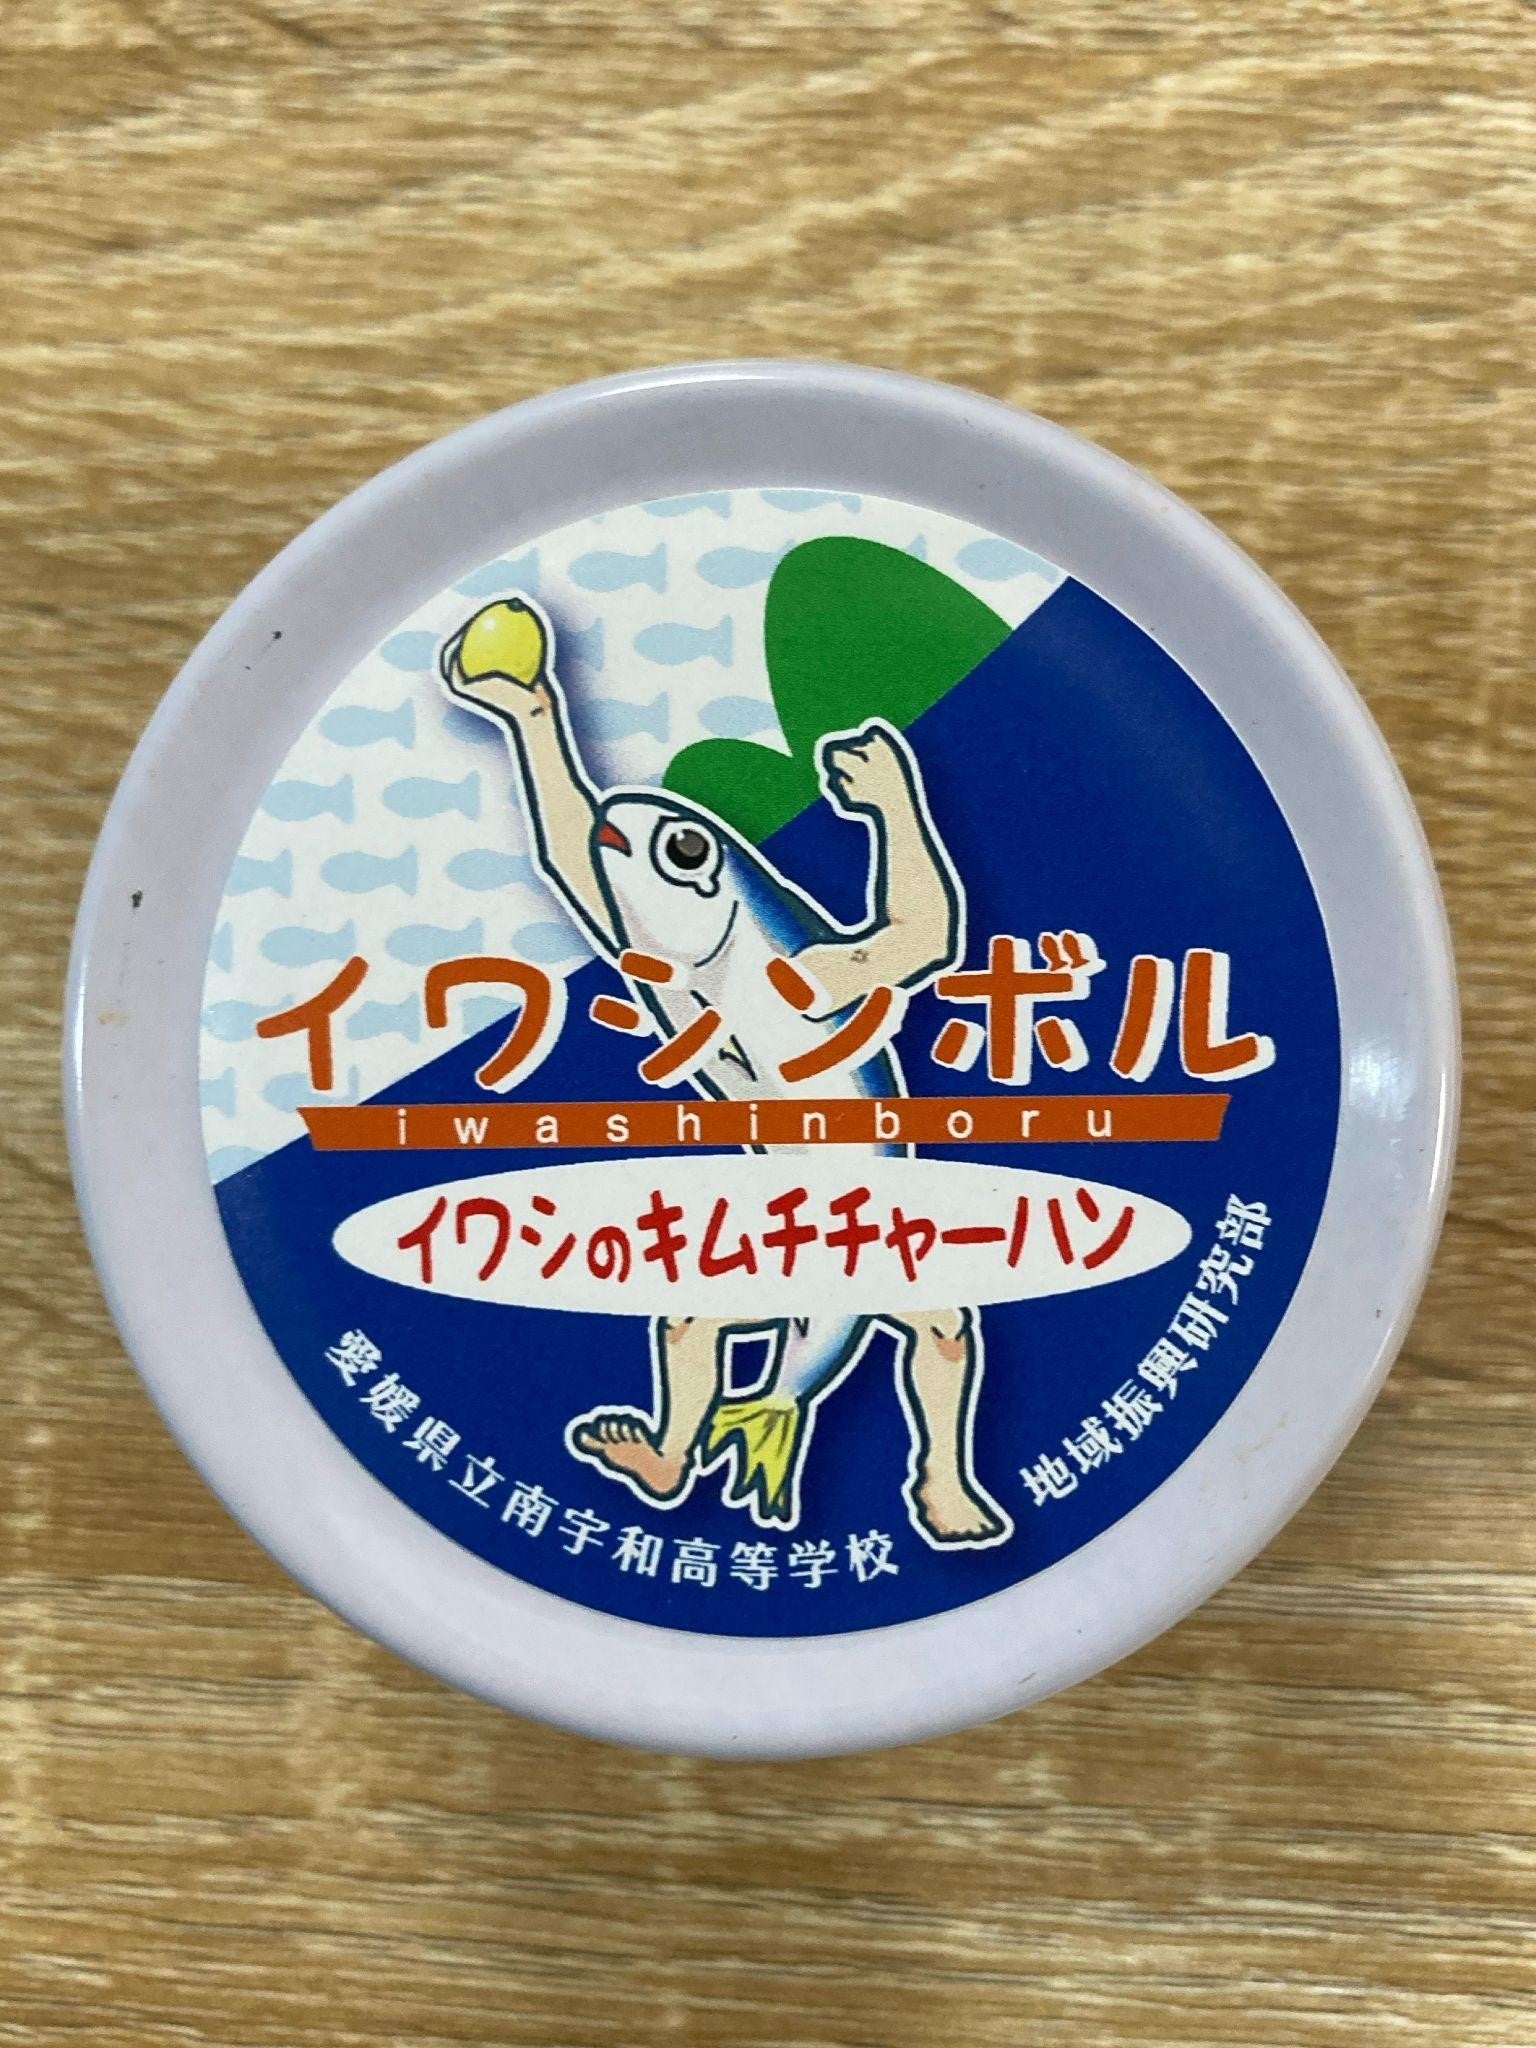 イワシンボル
iwashinboru
イワシのキムチチャーハン
愛媛県立南宇和高等学校
地域振興研究部